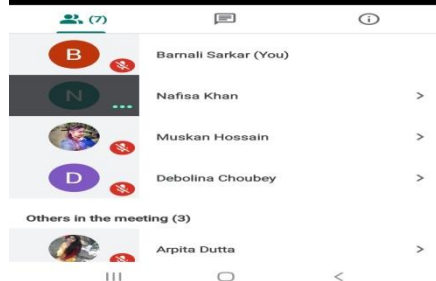 (7)
B Barnali Sarkar (You)
N Nafisa Khan
Muskan Hossain
D Debolina Choubey
Others in the meeting (3)
Arpita Dutta